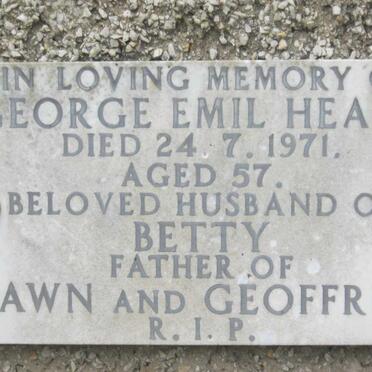 IN LOVING MEMORY O
GEORGE EMIL HEA
DIED 24. 7. 1971.
AGED 57.
BELOVED HUSBAND O
BETTY
FATHER OF
AWN AND GEOFFR
R. I. P.